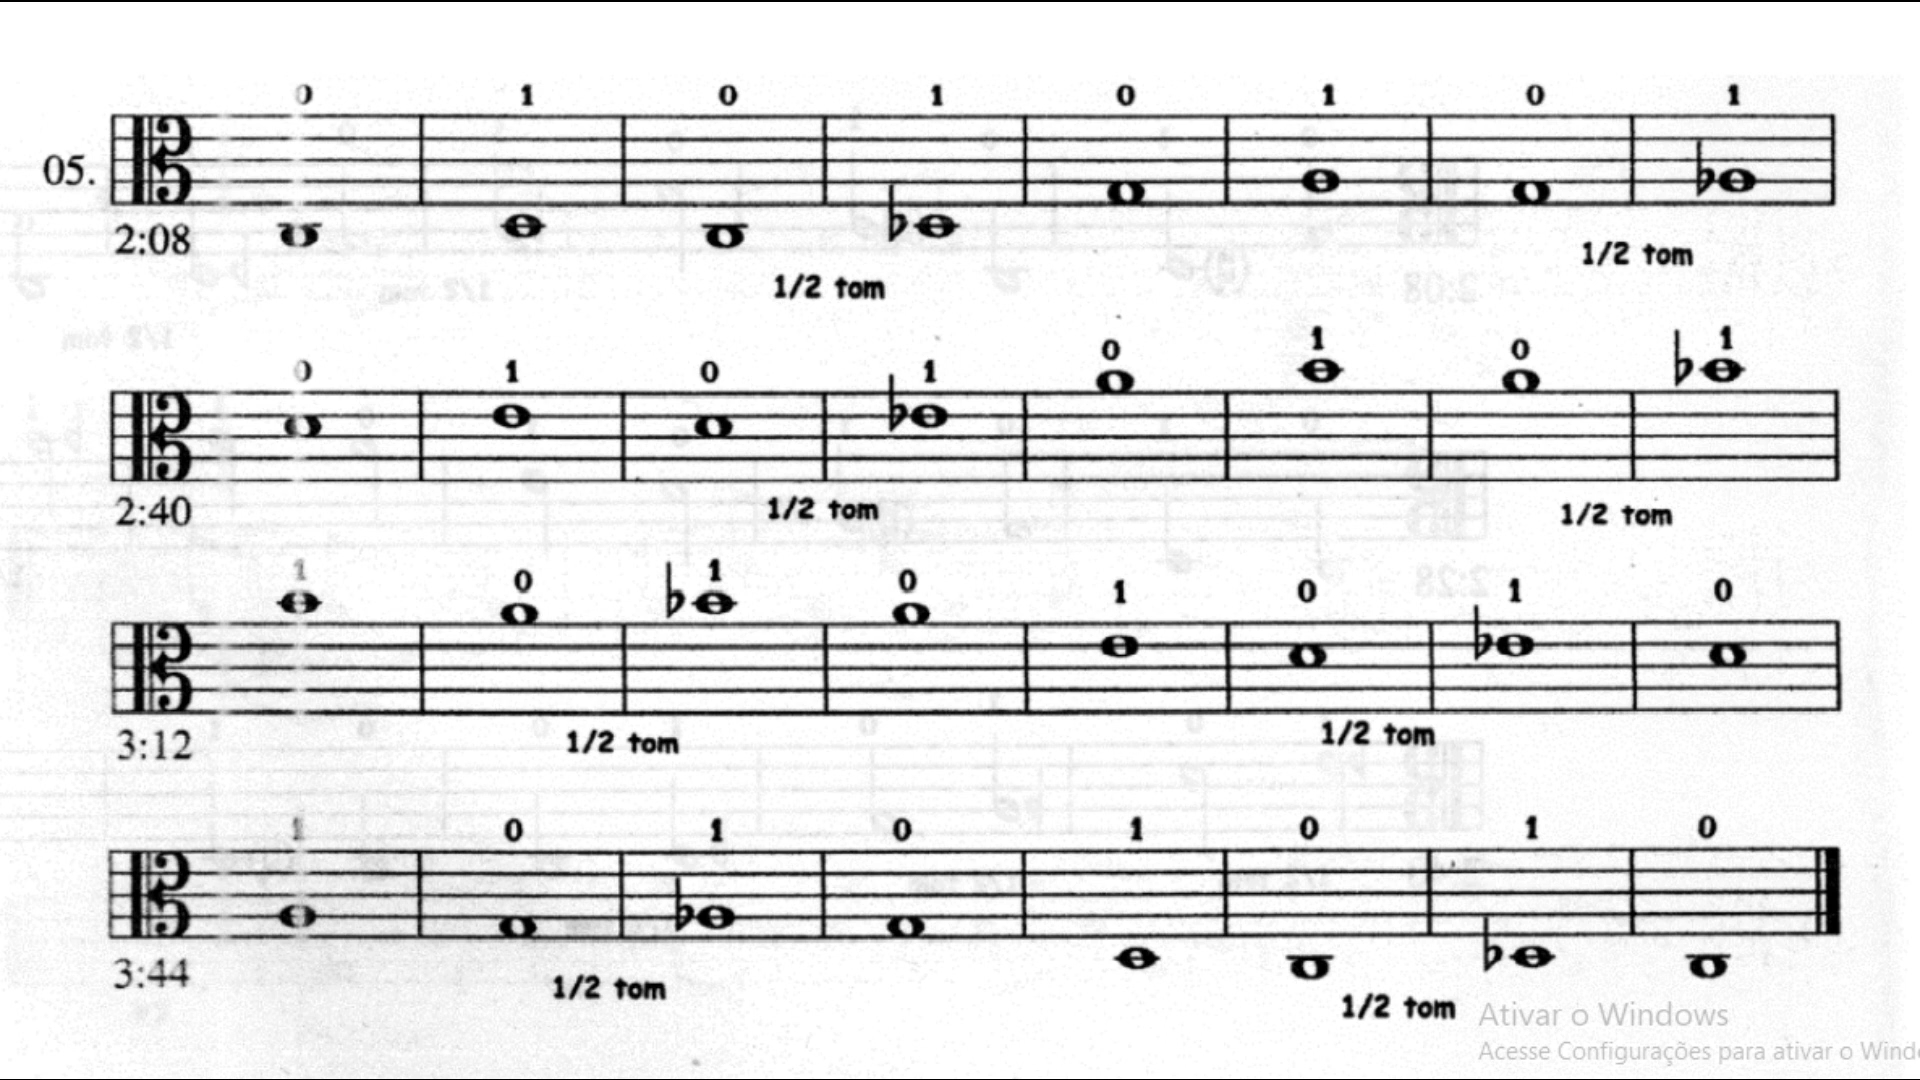 0 1 0 1 0 1 0 1
05.
2:08
1/2 tom 1/2 tom
0 1 0 1 0 1 0 1
2:40
1/2 tom 1/2 tom
1 0 1 0 1 0 1 0
3:12
1/2 tom 1/2 tom
1 0 1 0 1 0 1 0
3:44
1/2 tom 1/2 tom
Ativar o Windows
Acesse Configurações para ativar o